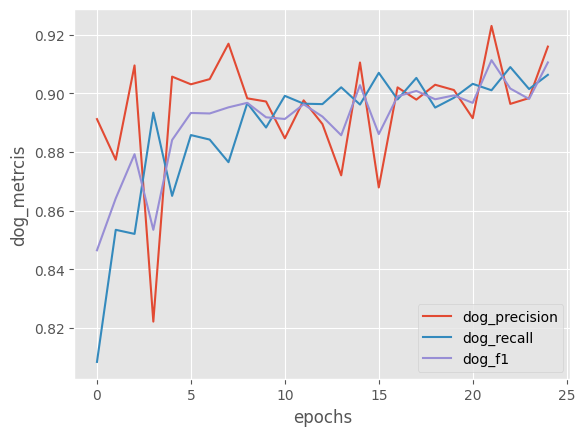 0.92
0.90
0.88
0.86
0.84
0.82
dog_metrcis
0 5 10 15 20 25
epochs
dog_precision
dog_recall
dog_f1